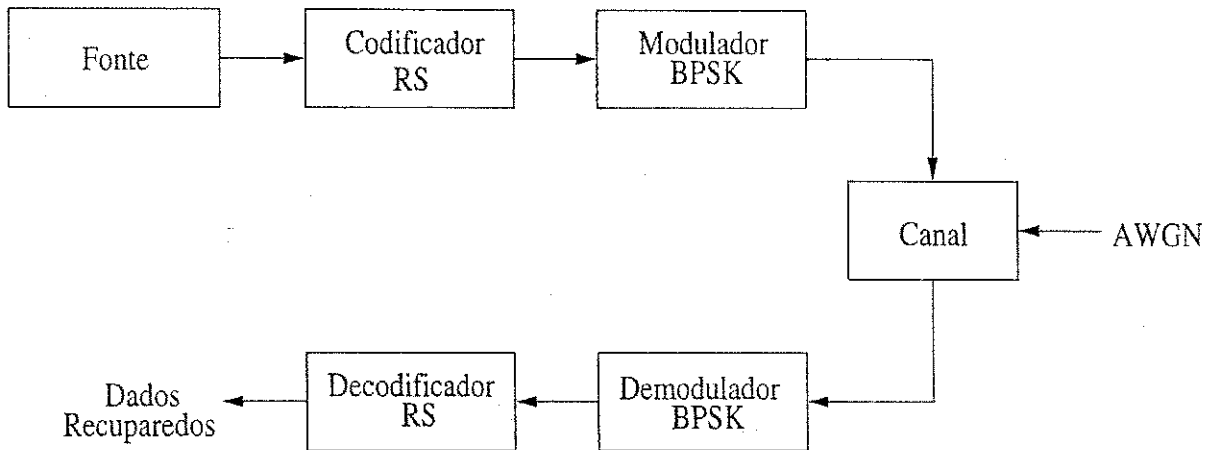 Fonte
Codificador
RS
Modulador
BPSK
Canal
AWGN
Dados
Recuparedos
Decodificador
RS
Demodulador
BPSK